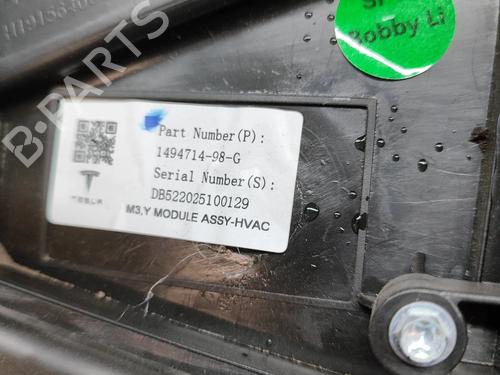 Bobby Li
Part Number(P):
1494714-98-G
Serial Number(S):
DB522025100129
TESLA
M3,Y MODULE ASSY-HVAC
B-PARTS